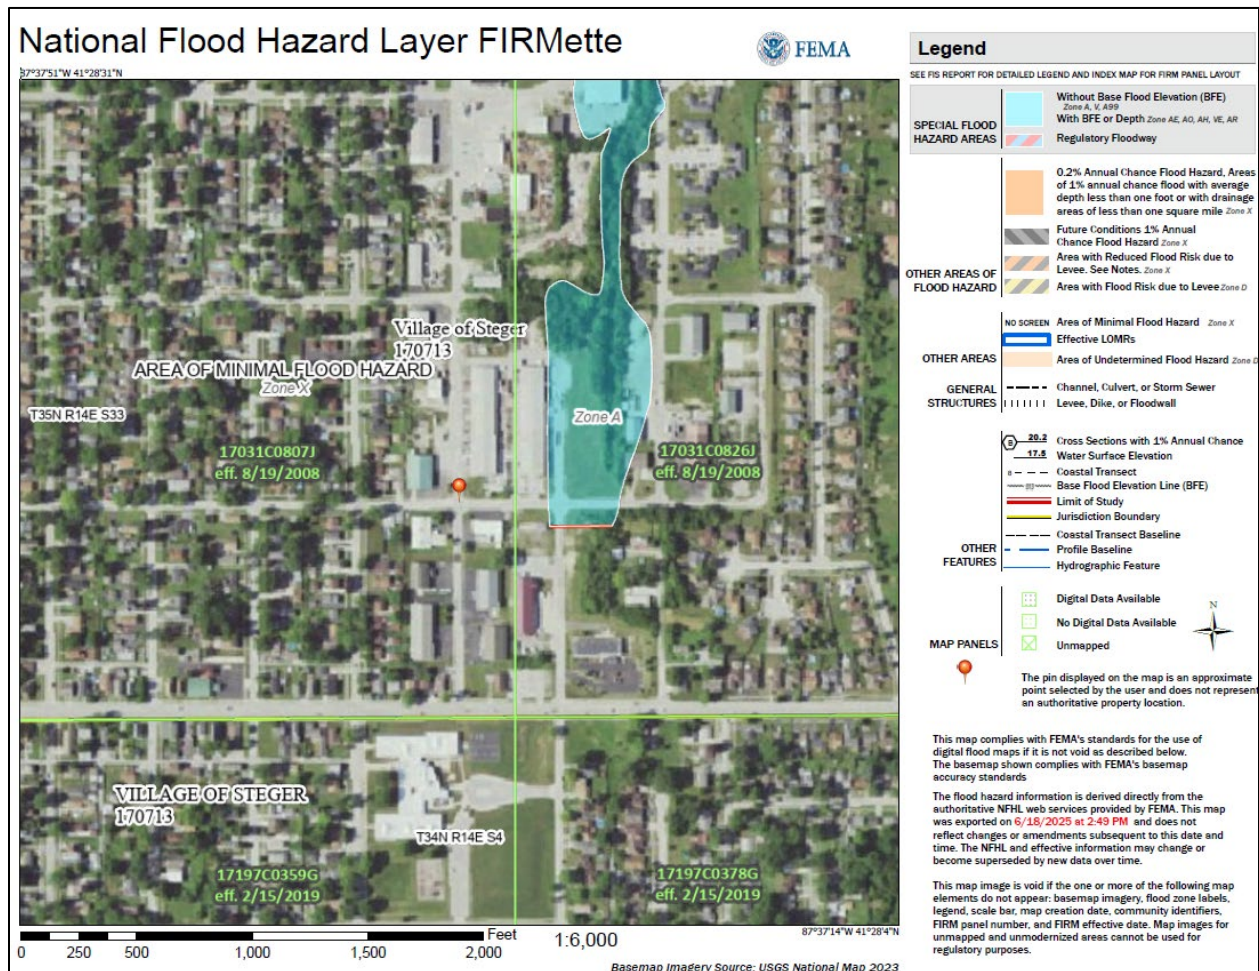 National Flood Hazard Layer FIRMette
FEMA
87°37'51"W 41°28'31"N
Village of Steger
170713
AREA OF MINIMAL FLOOD HAZARD
Zone X
T35N R14E S33
Zone A
17031C0807J
eff. 8/19/2008
17031C0826J
eff. 8/19/2008
VILLAGE OF STEGER
170713
T34N R14E S4
17197C0359G
eff. 2/15/2019
17197C0378G
eff. 2/15/2019
Feet
0 250 500 1,000 1,500 2,000
1:6,000
87°37'14"W 41°28'4"N
Basemap Imagery Source: USGS National Map 2023
Legend
SEE FIS REPORT FOR DETAILED LEGEND AND INDEX MAP FOR FIRM PANEL LAYOUT
SPECIAL FLOOD
HAZARD AREAS
Without Base Flood Elevation (BFE)
Zone A, V, A99
With BFE or Depth Zone AE, AO, AH, VE, AR
Regulatory Floodway
OTHER AREAS OF
FLOOD HAZARD
0.2% Annual Chance Flood Hazard, Areas
of 1% annual chance flood with average
depth less than one foot or with drainage
areas of less than one square mile Zone X
Future Conditions 1% Annual
Chance Flood Hazard Zone X
Area with Reduced Flood Risk due to
Levee. See Notes. Zone X
Area with Flood Risk due to Levee Zone D
OTHER AREAS
NO SCREEN Area of Minimal Flood Hazard Zone X
Effective LOMRs
Area of Undetermined Flood Hazard Zone D
GENERAL
STRUCTURES
Channel, Culvert, or Storm Sewer
Levee, Dike, or Floodwall
OTHER
FEATURES
B 20.2 Cross Sections with 1% Annual Chance
17.5 Water Surface Elevation
Coastal Transect
Base Flood Elevation Line (BFE)
Limit of Study
Jurisdiction Boundary
Coastal Transect Baseline
Profile Baseline
Hydrographic Feature
MAP PANELS
Digital Data Available
No Digital Data Available
Unmapped
N
The pin displayed on the map is an approximate
point selected by the user and does not represent
an authoritative property location.
This map complies with FEMA's standards for the use of
digital flood maps if it is not void as described below.
The basemap shown complies with FEMA's basemap
accuracy standards
The flood hazard information is derived directly from the
authoritative NFHL web services provided by FEMA. This map
was exported on 6/18/2025 at 2:49 PM and does not
reflect changes or amendments subsequent to this date and
time. The NFHL and effective information may change or
become superseded by new data over time.
This map image is void if the one or more of the following map
elements do not appear: basemap imagery, flood zone labels,
legend, scale bar, map creation date, community identifiers,
FIRM panel number, and FIRM effective date. Map images for
unmapped and unmodernized areas cannot be used for
regulatory purposes.